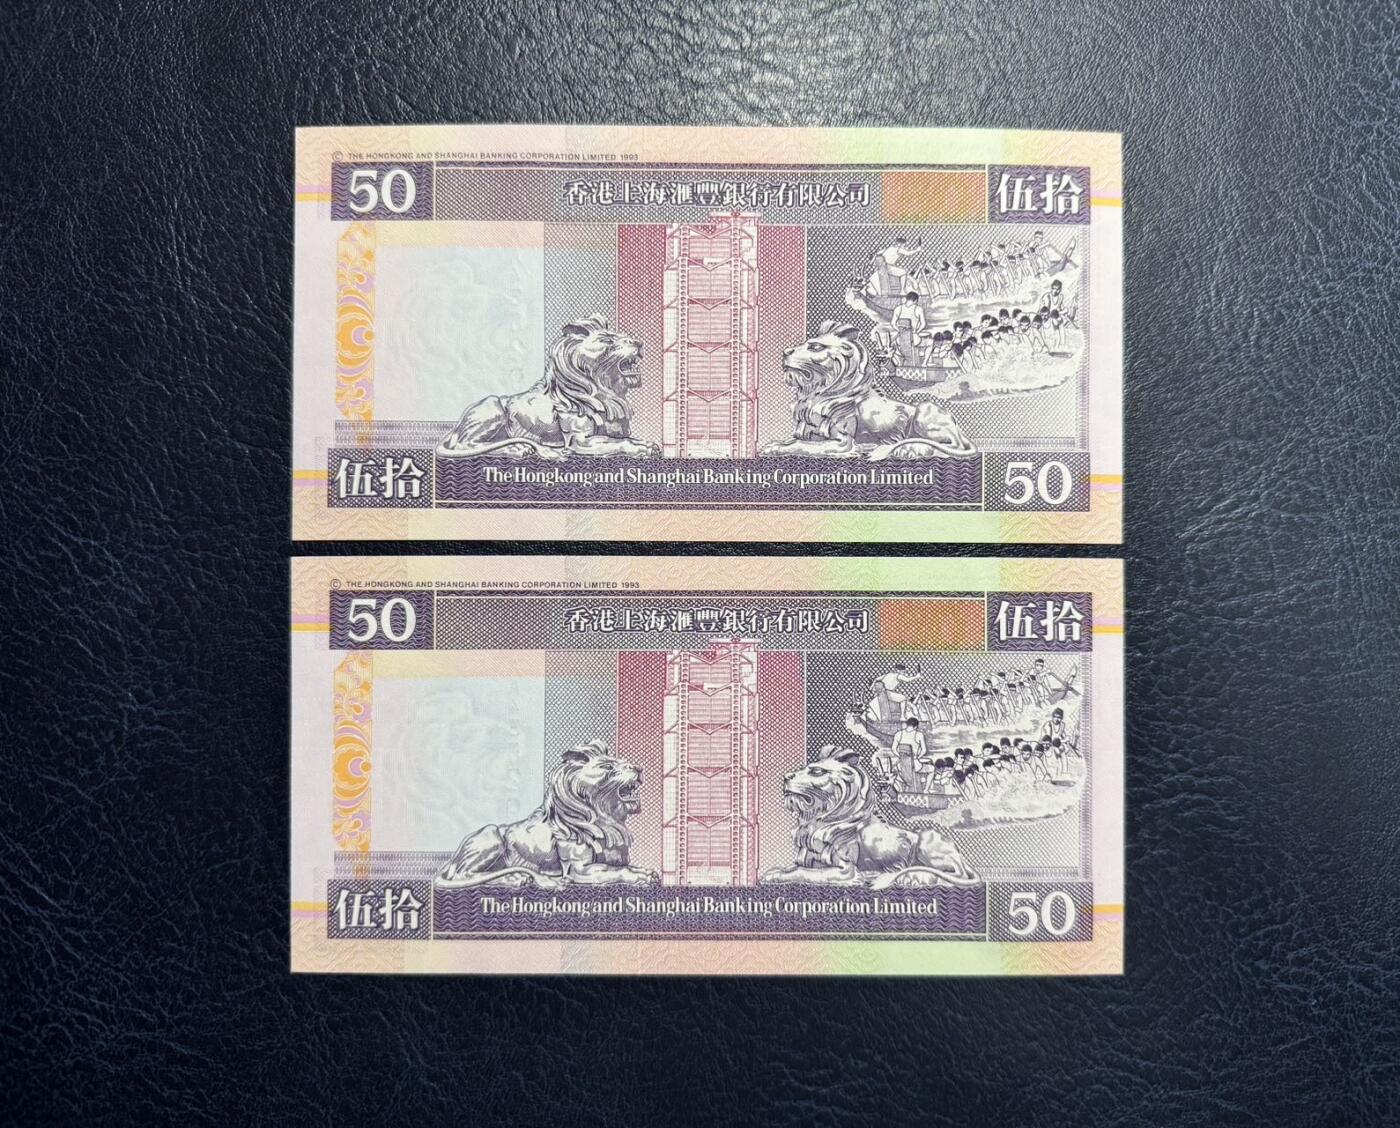 © THE HONGKONG AND SHANGHAI BANKING CORPORATION LIMITED 1993
50 香港上海滙豐銀行有限公司 伍拾
伍拾 The Hongkong and Shanghai Banking Corporation Limited 50
© THE HONGKONG AND SHANGHAI BANKING CORPORATION LIMITED 1993
50 香港上海滙豐銀行有限公司 伍拾
伍拾 The Hongkong and Shanghai Banking Corporation Limited 50